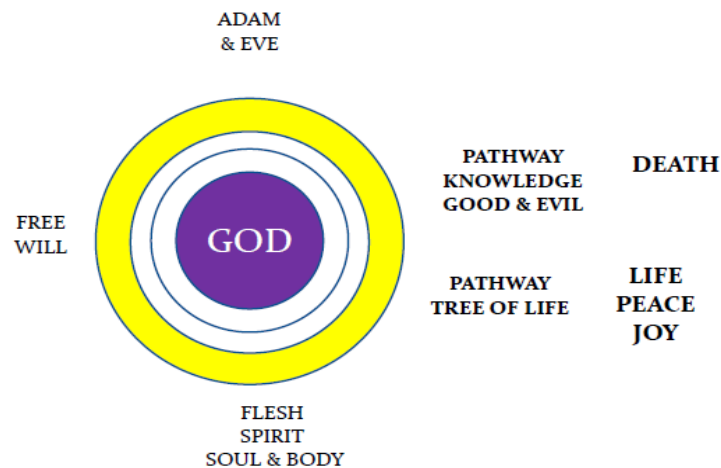 ADAM
& EVE
PATHWAY
KNOWLEDGE
GOOD & EVIL
DEATH
FREE
WILL
GOD
PATHWAY
TREE OF LIFE
LIFE
PEACE
JOY
FLESH
SPIRIT
SOUL & BODY